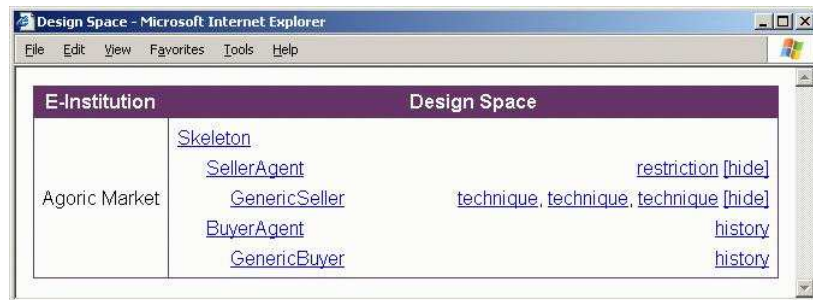 Design Space - Microsoft Internet Explorer
File Edit View Favorites Tools Help
E-Institution Design Space
Skeleton
SellerAgent restriction [hide]
Agoric Market GenericSeller technique, technique, technique [hide]
BuyerAgent history
GenericBuyer history